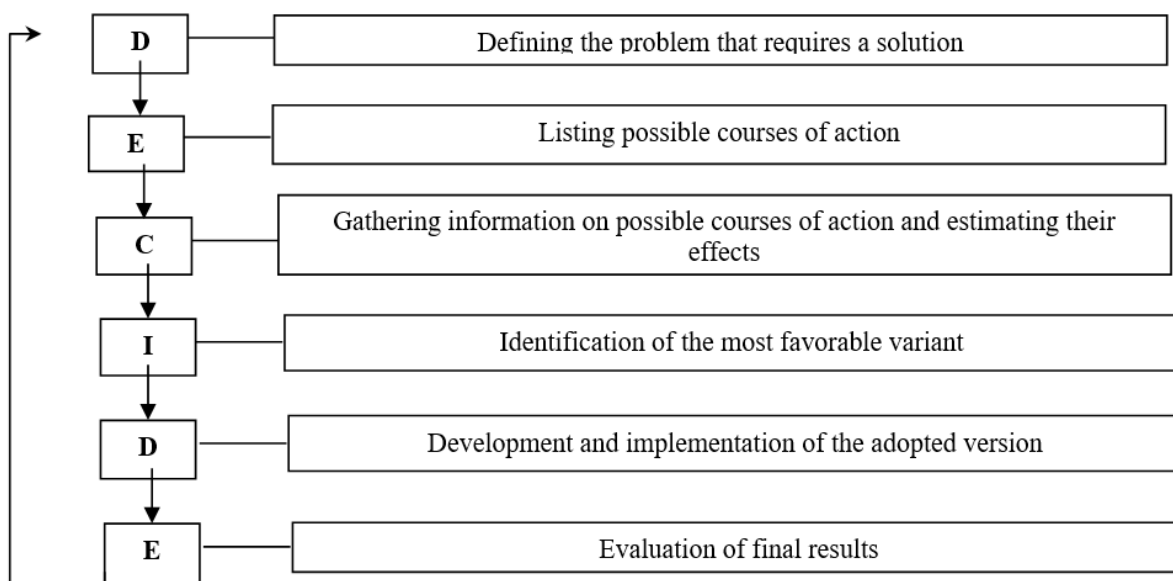 D
Defining the problem that requires a solution
E
Listing possible courses of action
C
Gathering information on possible courses of action and estimating their
effects
I
Identification of the most favorable variant
D
Development and implementation of the adopted version
E
Evaluation of final results